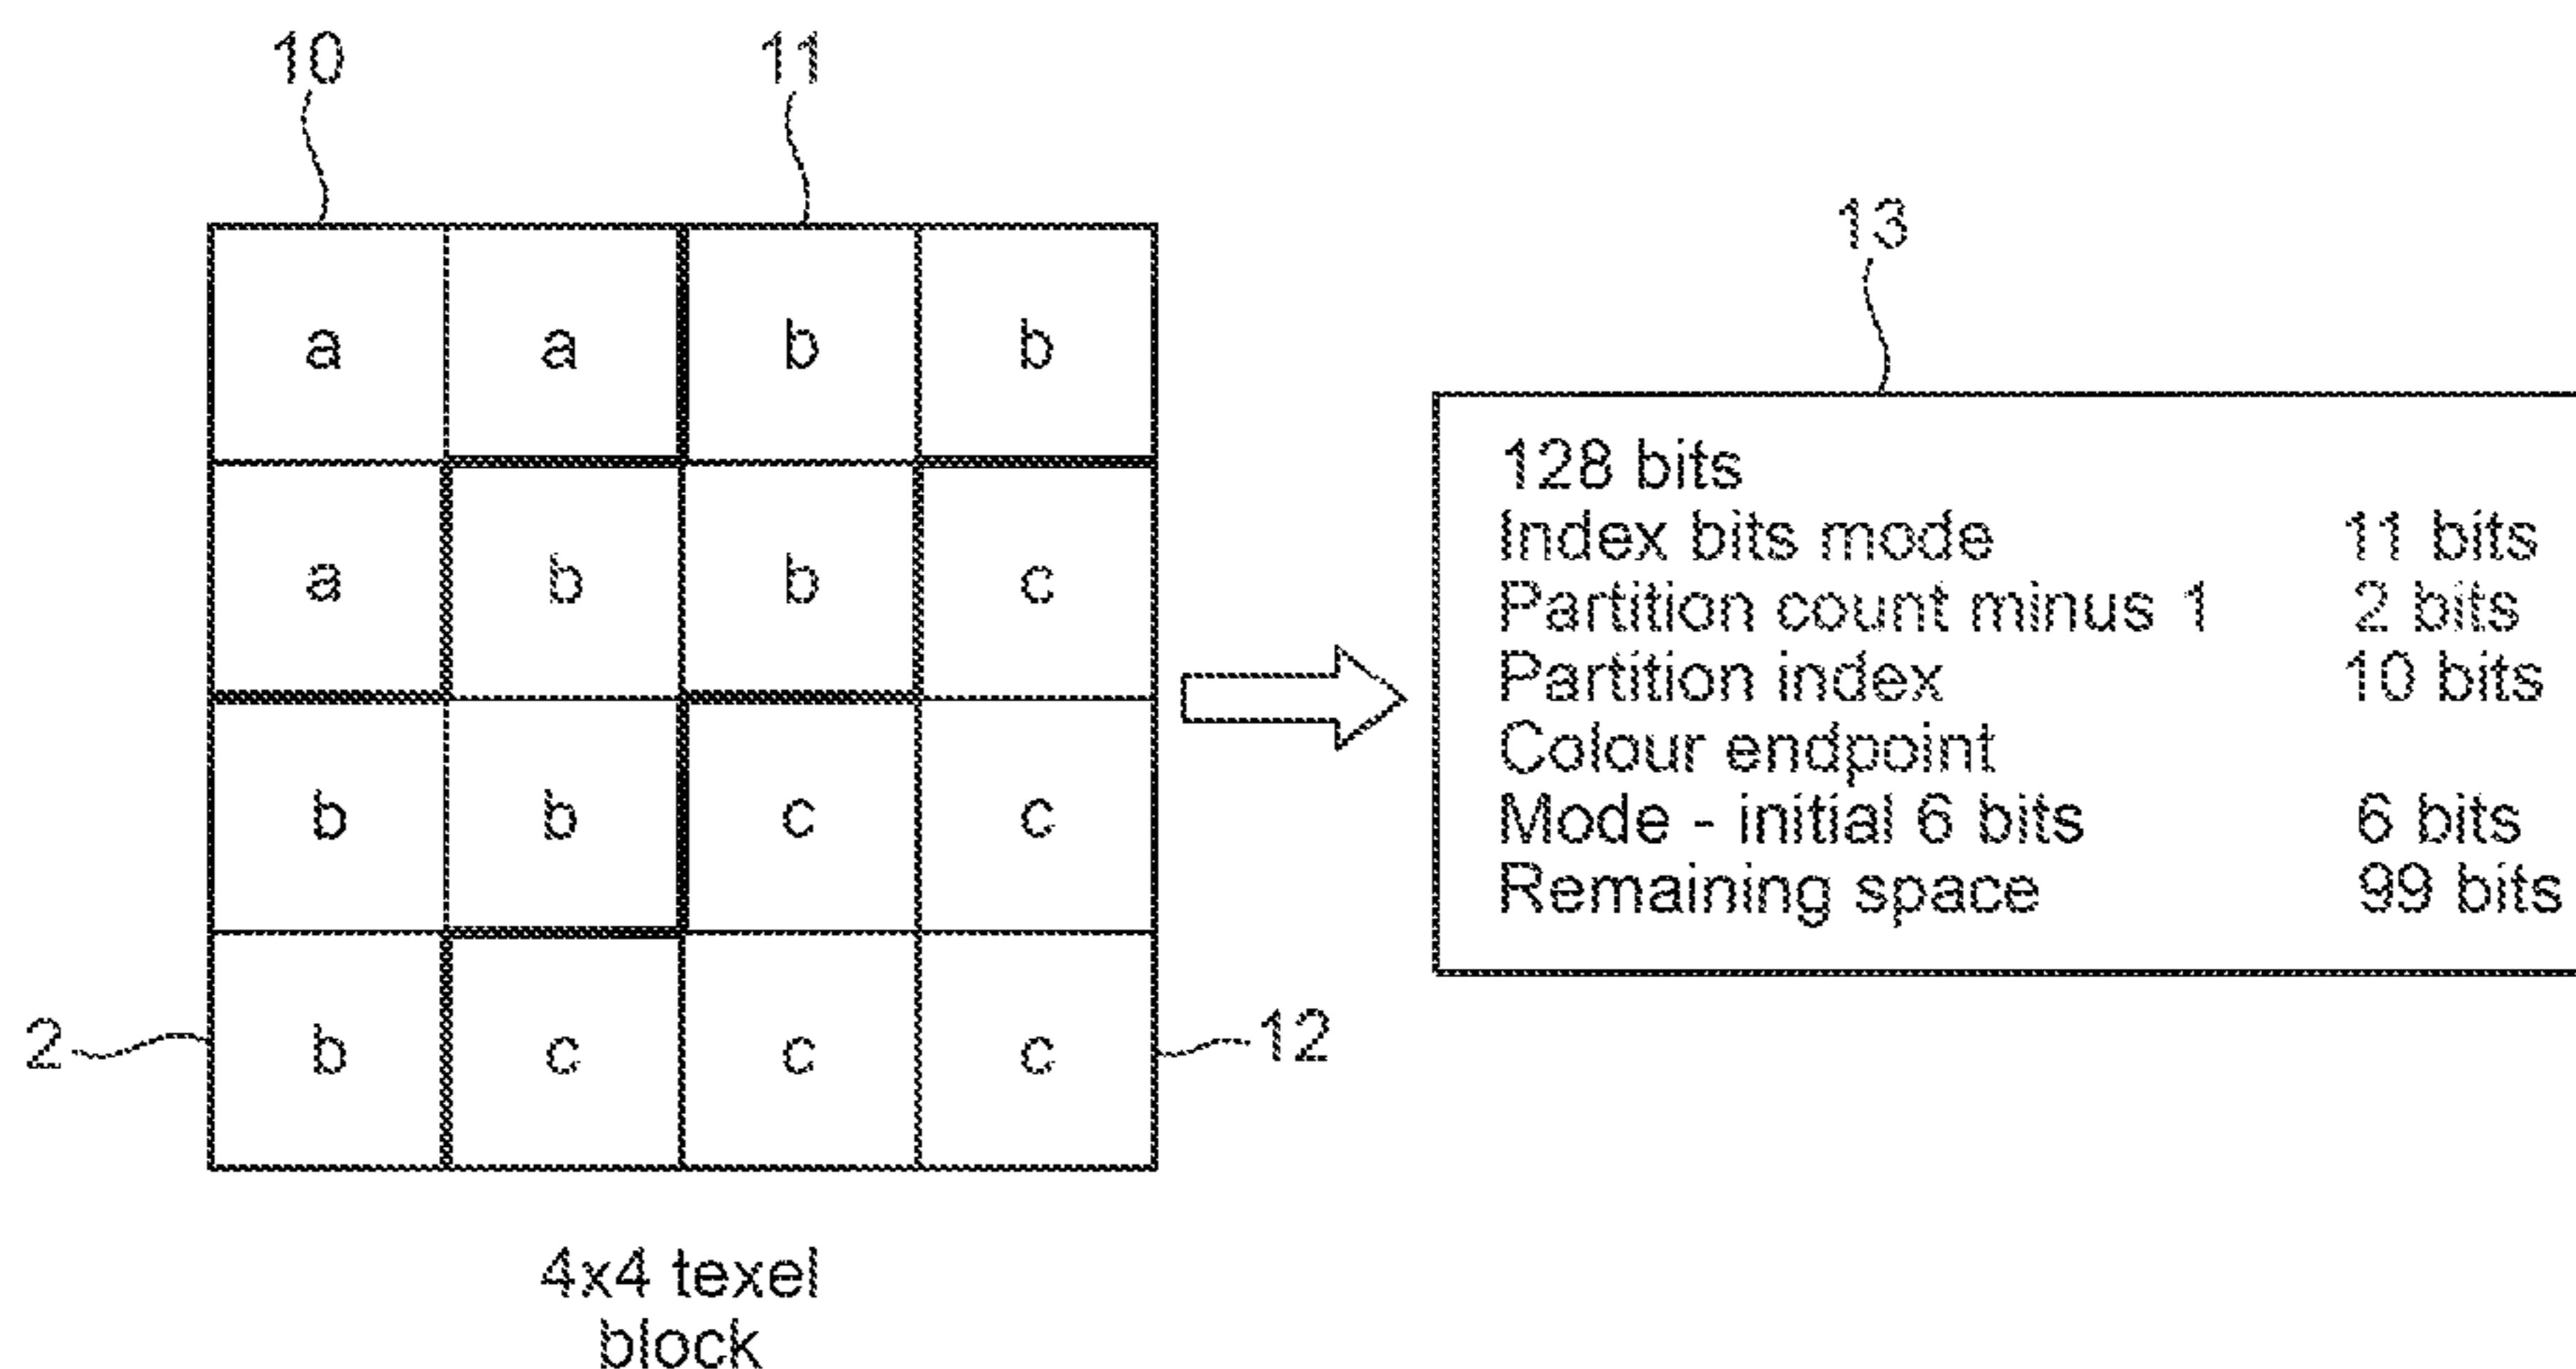 10 11
13
a a b b
128 bits
Index bits mode 11 bits
a b b c
Partition count minus 1 2 bits
Partition index 10 bits
Colour endpoint
b b c c
Mode - initial 6 bits 6 bits
Remaining space 99 bits
2 b c c c 12
4x4 texel
block